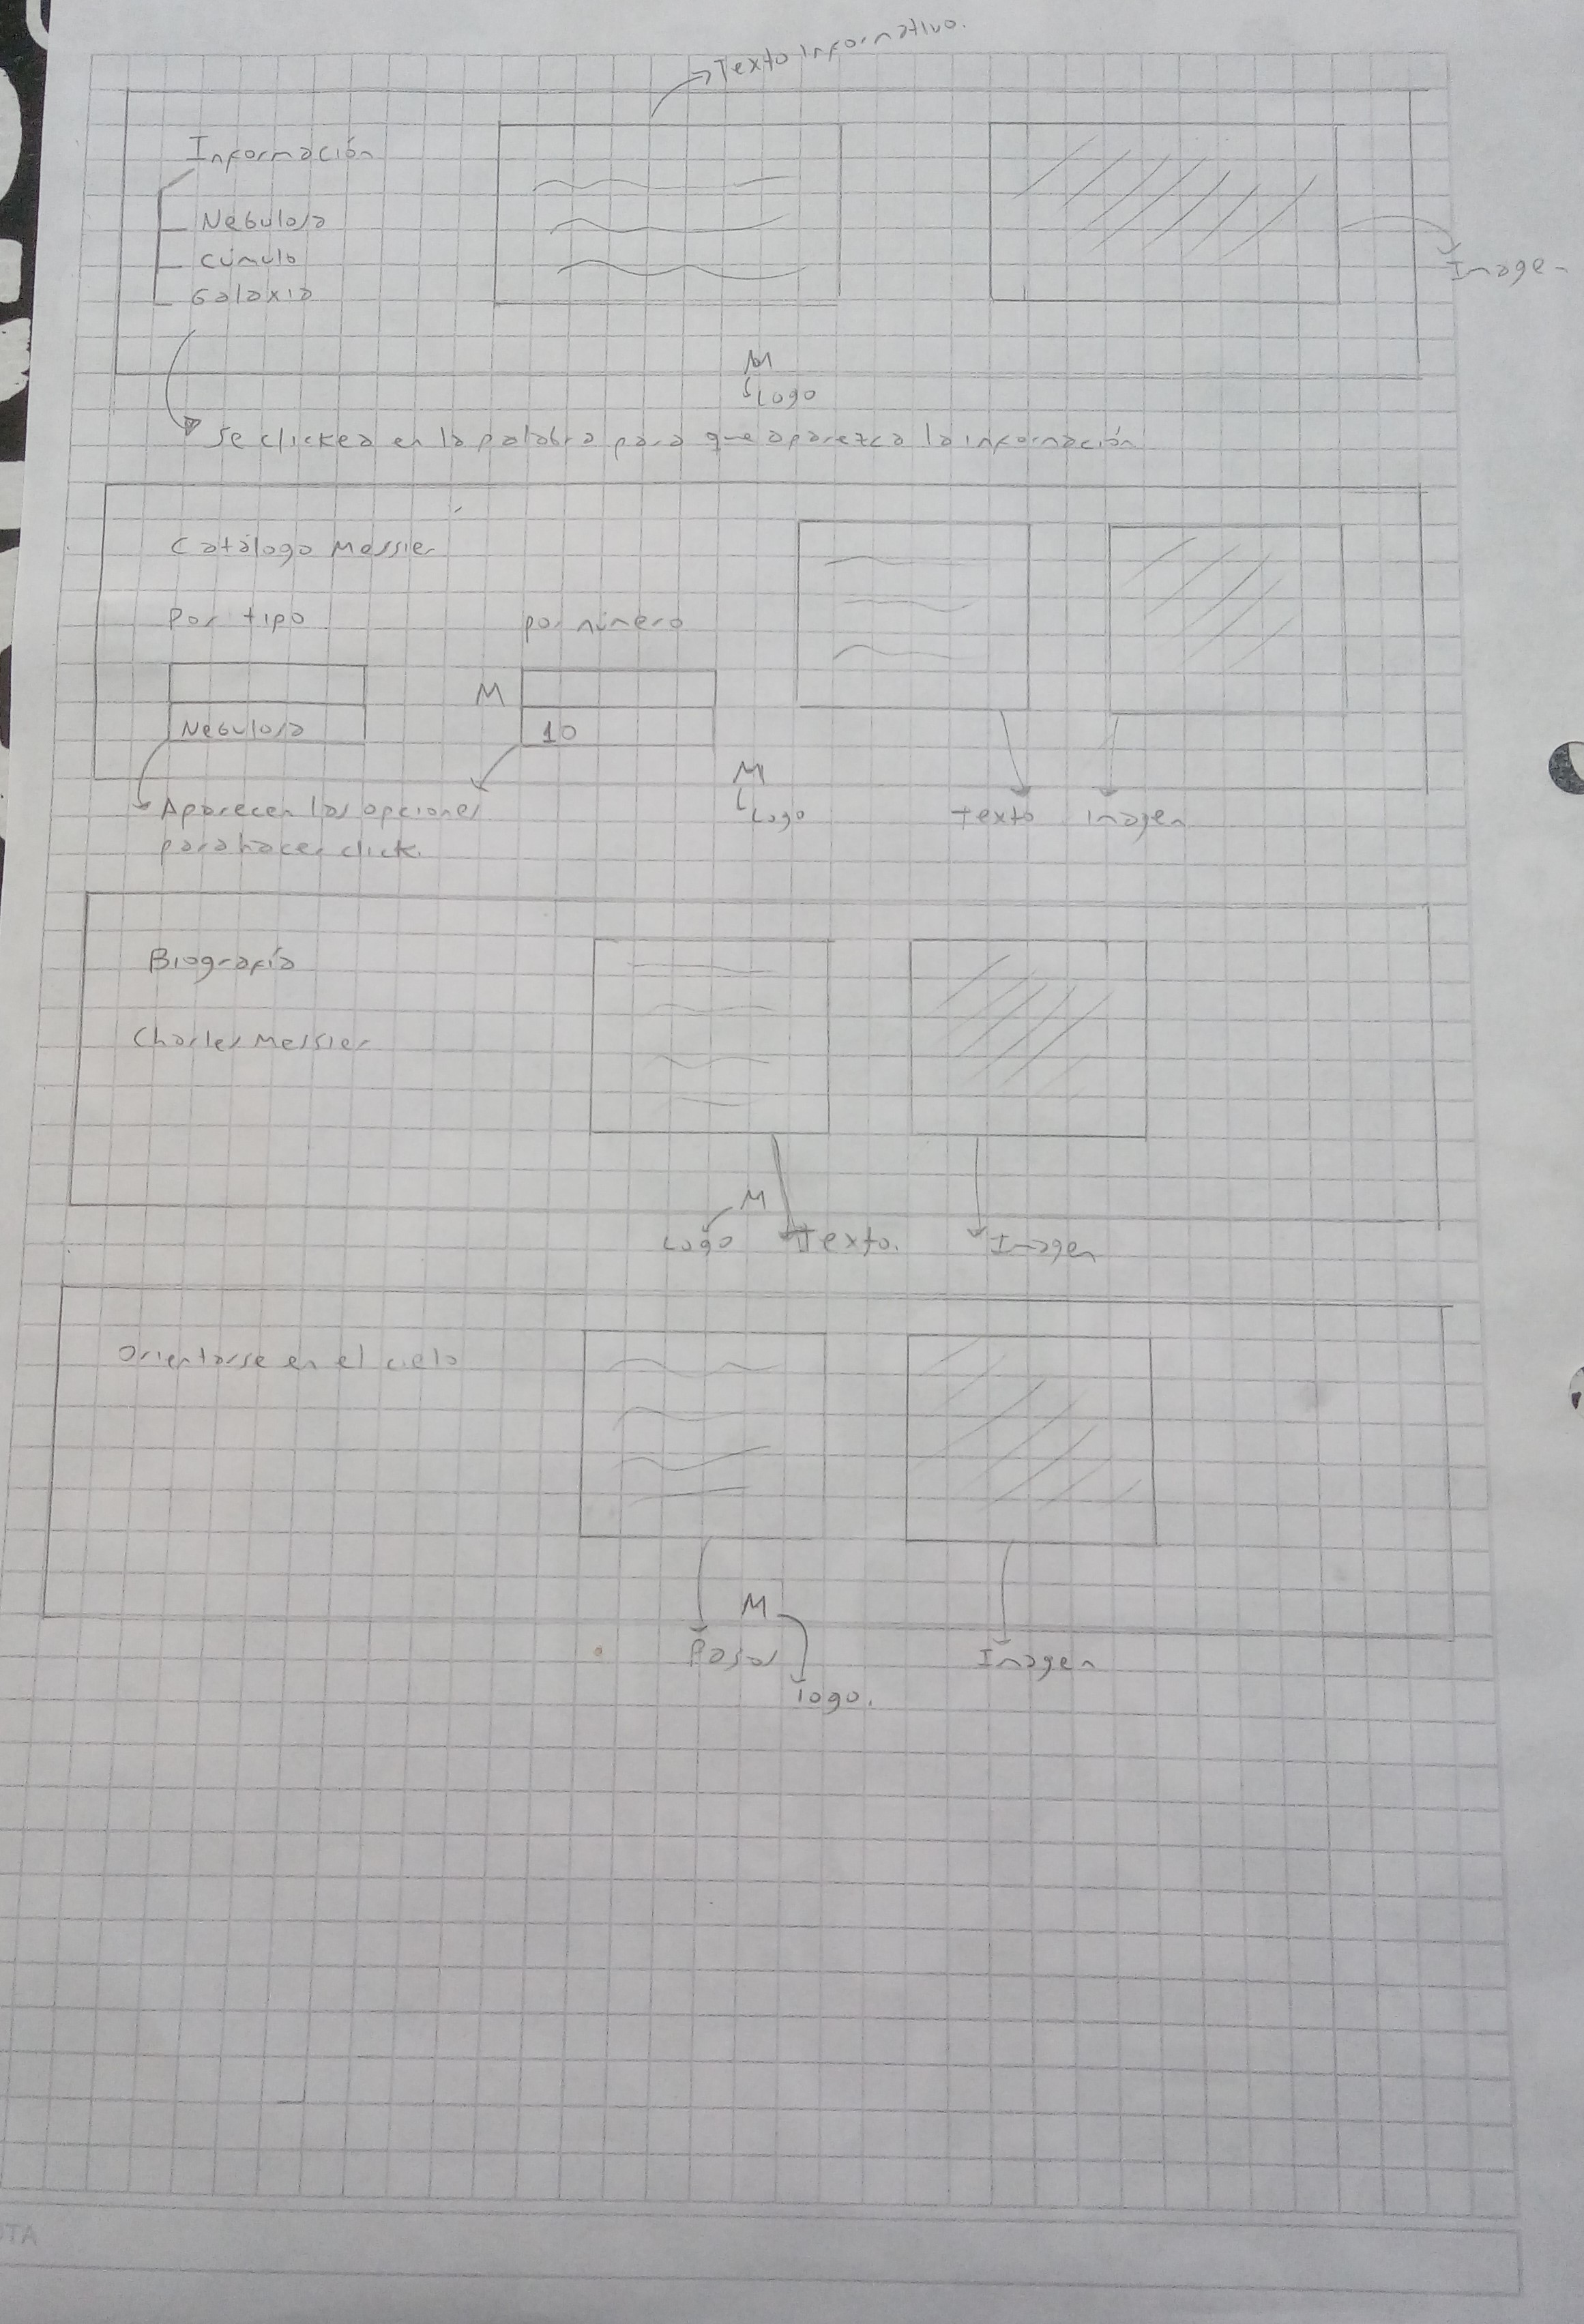 Texto informativo.
Información
Nebulosa
Cúmulo
Galaxia
Imagen
M
Logo
Se clickea en la palabra para que aparezca la información
Catálogo Messier
Por tipo
por número
M
Nebulosa
10
M
Logo
Aparecen las opciones
para hacer click.
Texto
Imagen
Biografía
Charles Messier
M
Logo
Texto.
Imagen
Orientarse en el cielo
M
Pasos
Imagen
logo.